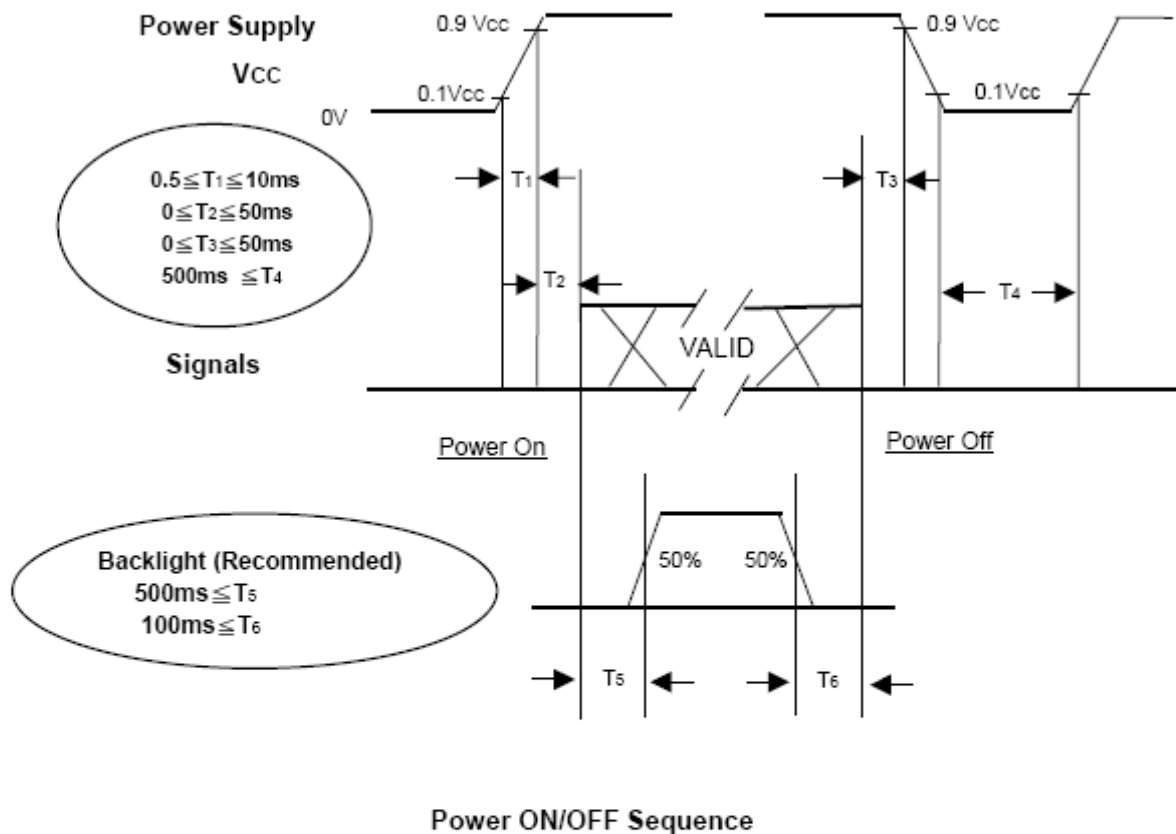 Power Supply
VCC
0.9 Vcc
0.9 Vcc
0.1Vcc
0.1Vcc
0V
0.5≦T1≦10ms
0≦T2≦50ms
0≦T3≦50ms
500ms ≦T4
T1
T3
T2
T4
VALID
Signals
Power On
Power Off
Backlight (Recommended)
500ms≦T5
100ms≦T6
50%
50%
T5
T6
Power ON/OFF Sequence